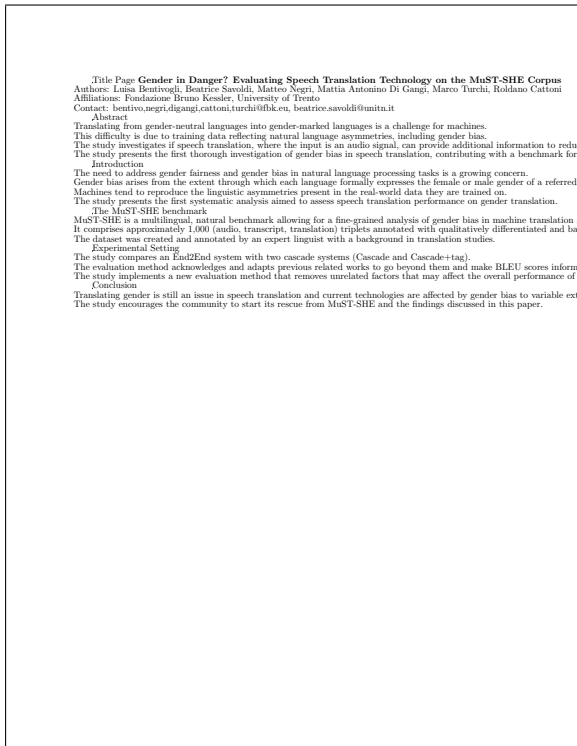 .Title Page Gender in Danger? Evaluating Speech Translation Technology on the MuST-SHE Corpus
Authors: Luisa Bentivogli, Beatrice Savoldi, Matteo Negri, Mattia Antonino Di Gangi, Marco Turchi, Roldano Cattoni
Affiliations: Fondazione Bruno Kessler, University of Trento
Contact: bentivo,negri,digangi,cattoni,turchi@fbk.eu, beatrice.savoldi@unitn.it
.Abstract
Translating from gender-neutral languages into gender-marked languages is a challenge for machines.
This difficulty is due to training data reflecting natural language asymmetries, including gender bias.
The study investigates if speech translation, where the input is an audio signal, can provide additional information to redu
The study presents the first thorough investigation of gender bias in speech translation, contributing with a benchmark for
.Introduction
The need to address gender fairness and gender bias in natural language processing tasks is a growing concern.
Gender bias arises from the extent through which each language formally expresses the female or male gender of a referred
Machines tend to reproduce the linguistic asymmetries present in the real-world data they are trained on.
The study presents the first systematic analysis aimed to assess speech translation performance on gender translation.
.The MuST-SHE benchmark
MuST-SHE is a multilingual, natural benchmark allowing for a fine-grained analysis of gender bias in machine translation
It comprises approximately 1,000 (audio, transcript, translation) triplets annotated with qualitatively differentiated and ba
The dataset was created and annotated by an expert linguist with a background in translation studies.
.Experimental Setting
The study compares an End2End system with two cascade systems (Cascade and Cascade+tag).
The evaluation method acknowledges and adapts previous related works to go beyond them and make BLEU scores inform
The study implements a new evaluation method that removes unrelated factors that may affect the overall performance of
.Conclusion
Translating gender is still an issue in speech translation and current technologies are affected by gender bias to variable ext
The study encourages the community to start its rescue from MuST-SHE and the findings discussed in this paper.